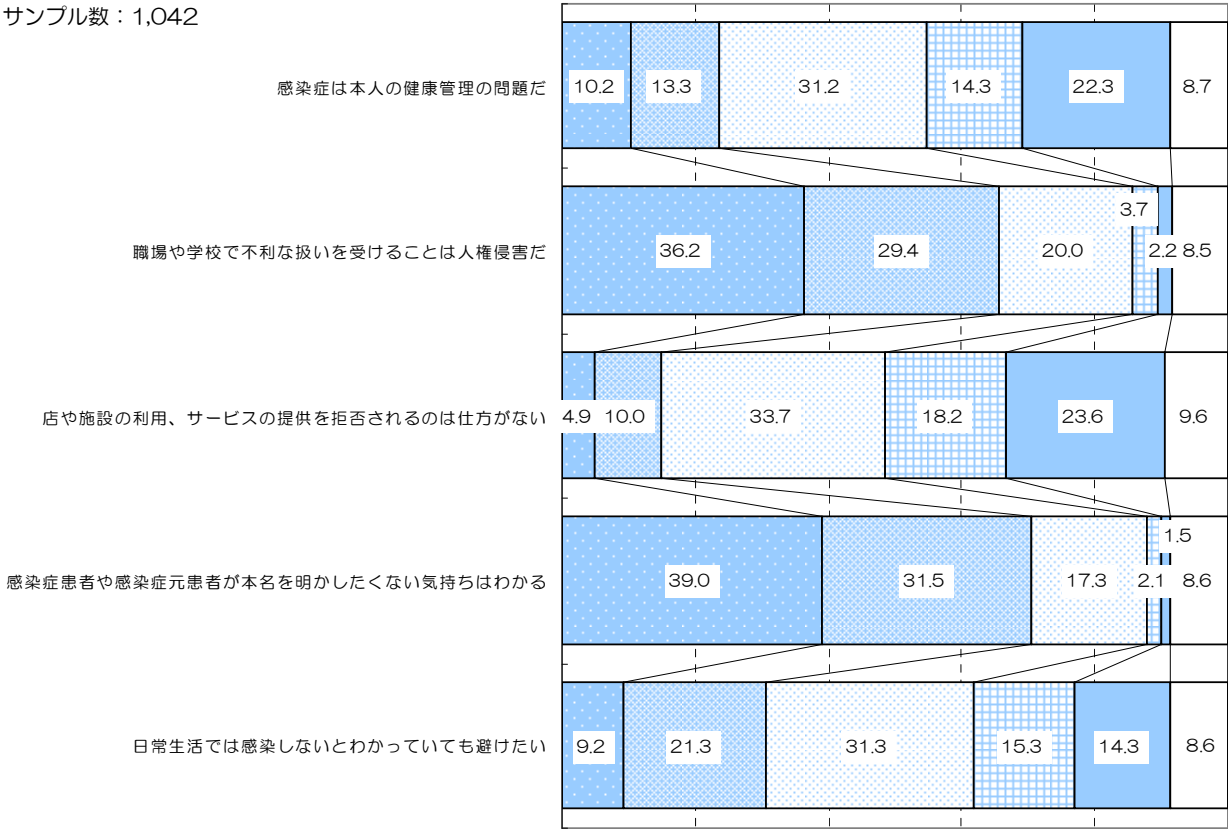 サンプル数：1,042
感染症は本人の健康管理の問題だ 10.2 13.3 31.2 14.3 22.3 8.7
職場や学校で不利な扱いを受けることは人権侵害だ 36.2 29.4 20.0 3.7 2.2 8.5
店や施設の利用、サービスの提供を拒否されるのは仕方がない 4.9 10.0 33.7 18.2 23.6 9.6
感染症患者や感染症元患者が本名を明かしたくない気持ちはわかる 39.0 31.5 17.3 2.1 1.5 8.6
日常生活では感染しないとわかっていても避けたい 9.2 21.3 31.3 15.3 14.3 8.6